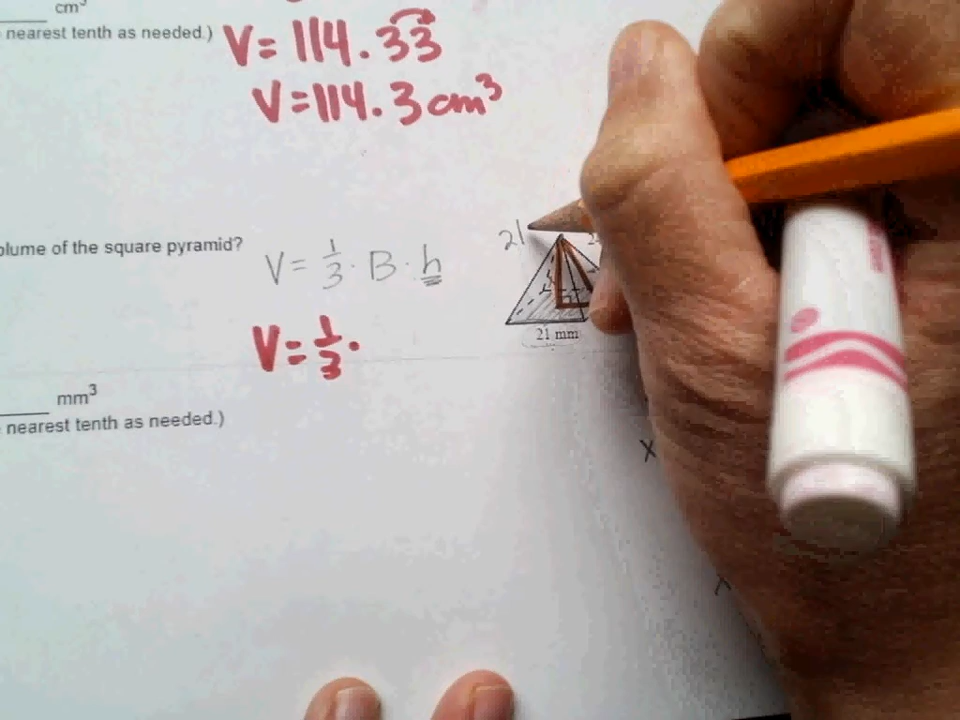 cm³
nearest tenth as needed.)
V = 114.33
V = 114.3 cm³
volume of the square pyramid?
V = 1/3 · B · h
21
21 mm
V = 1/3 ·
mm³
nearest tenth as needed.)
X